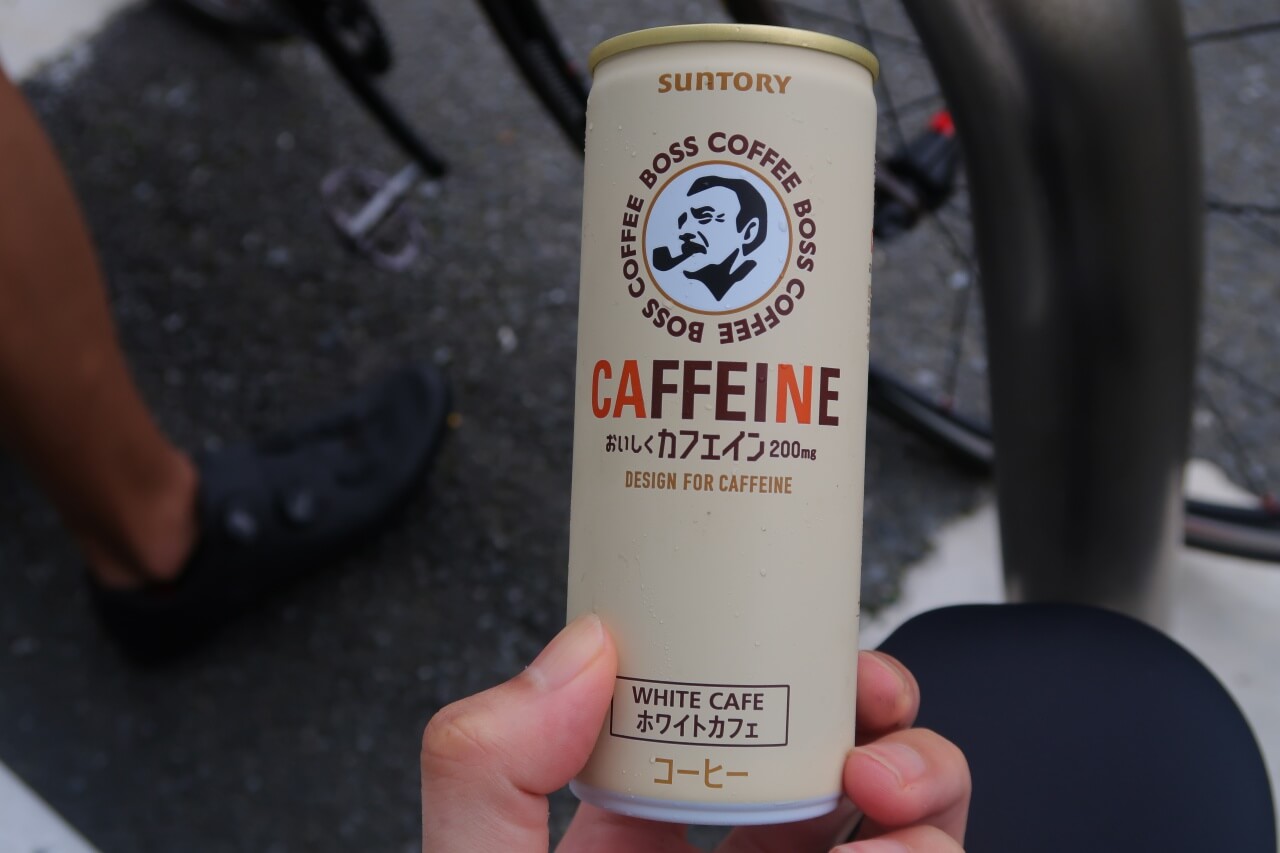 SUNTORY
BOSS COFFEE BOSS COFFEE BOSS COFFEE
CAFFEINE
おいしくカフェイン200mg
DESIGN FOR CAFFEINE
WHITE CAFE
ホワイトカフェ
コーヒー